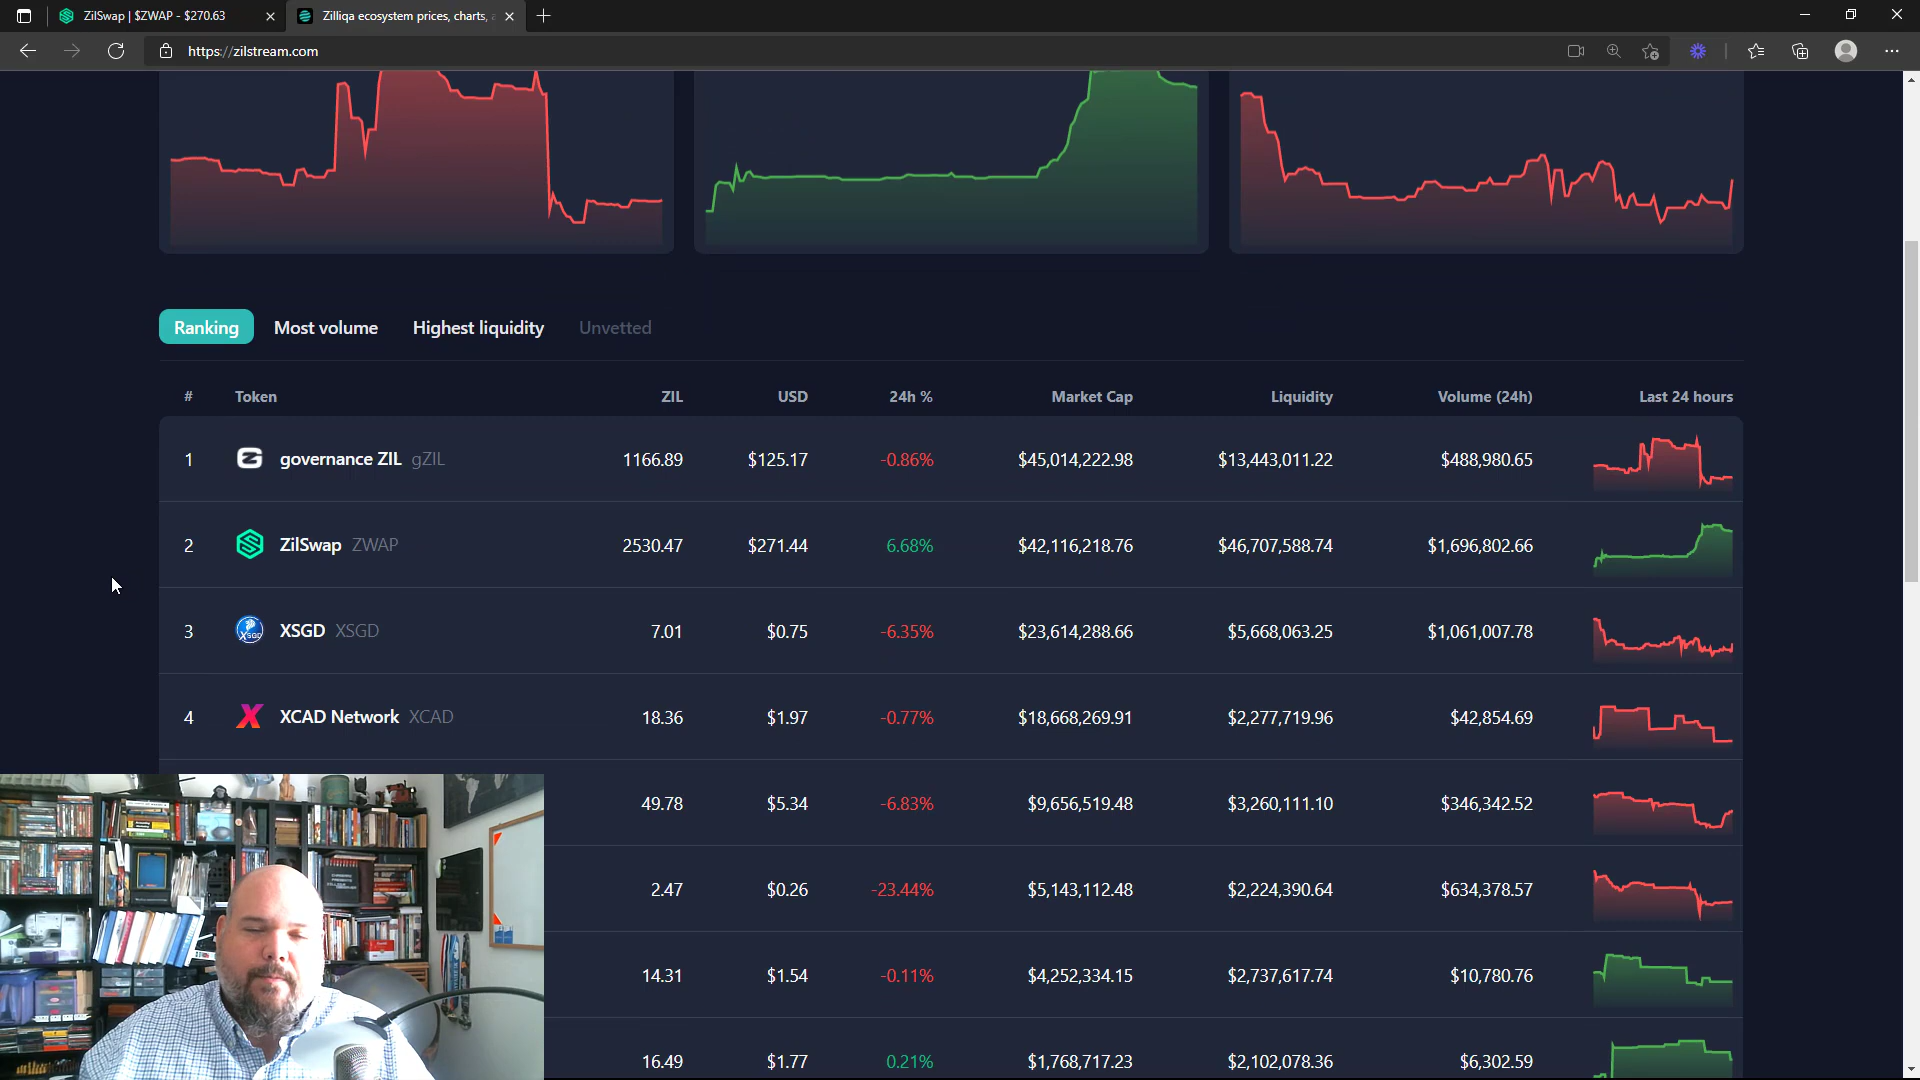 ZilSwap | $ZWAP - $270.63
Zilliqa ecosystem prices, charts,
https://zilstream.com
Ranking Most volume Highest liquidity Unvetted
# Token ZIL USD 24h % Market Cap Liquidity Volume (24h) Last 24 hours
1 governance ZIL gZIL 1166.89 $125.17 -0.86% $45,014,222.98 $13,443,011.22 $488,980.65
2 ZilSwap ZWAP 2530.47 $271.44 6.68% $42,116,218.76 $46,707,588.74 $1,696,802.66
3 XSGD XSGD 7.01 $0.75 -6.35% $23,614,288.66 $5,668,063.25 $1,061,007.78
4 XCAD Network XCAD 18.36 $1.97 -0.77% $18,668,269.91 $2,277,719.96 $42,854.69
49.78 $5.34 -6.83% $9,656,519.48 $3,260,111.10 $346,342.52
2.47 $0.26 -23.44% $5,143,112.48 $2,224,390.64 $634,378.57
14.31 $1.54 -0.11% $4,252,334.15 $2,737,617.74 $10,780.76
16.49 $1.77 0.21% $1,768,717.23 $2,102,078.36 $6,302.59